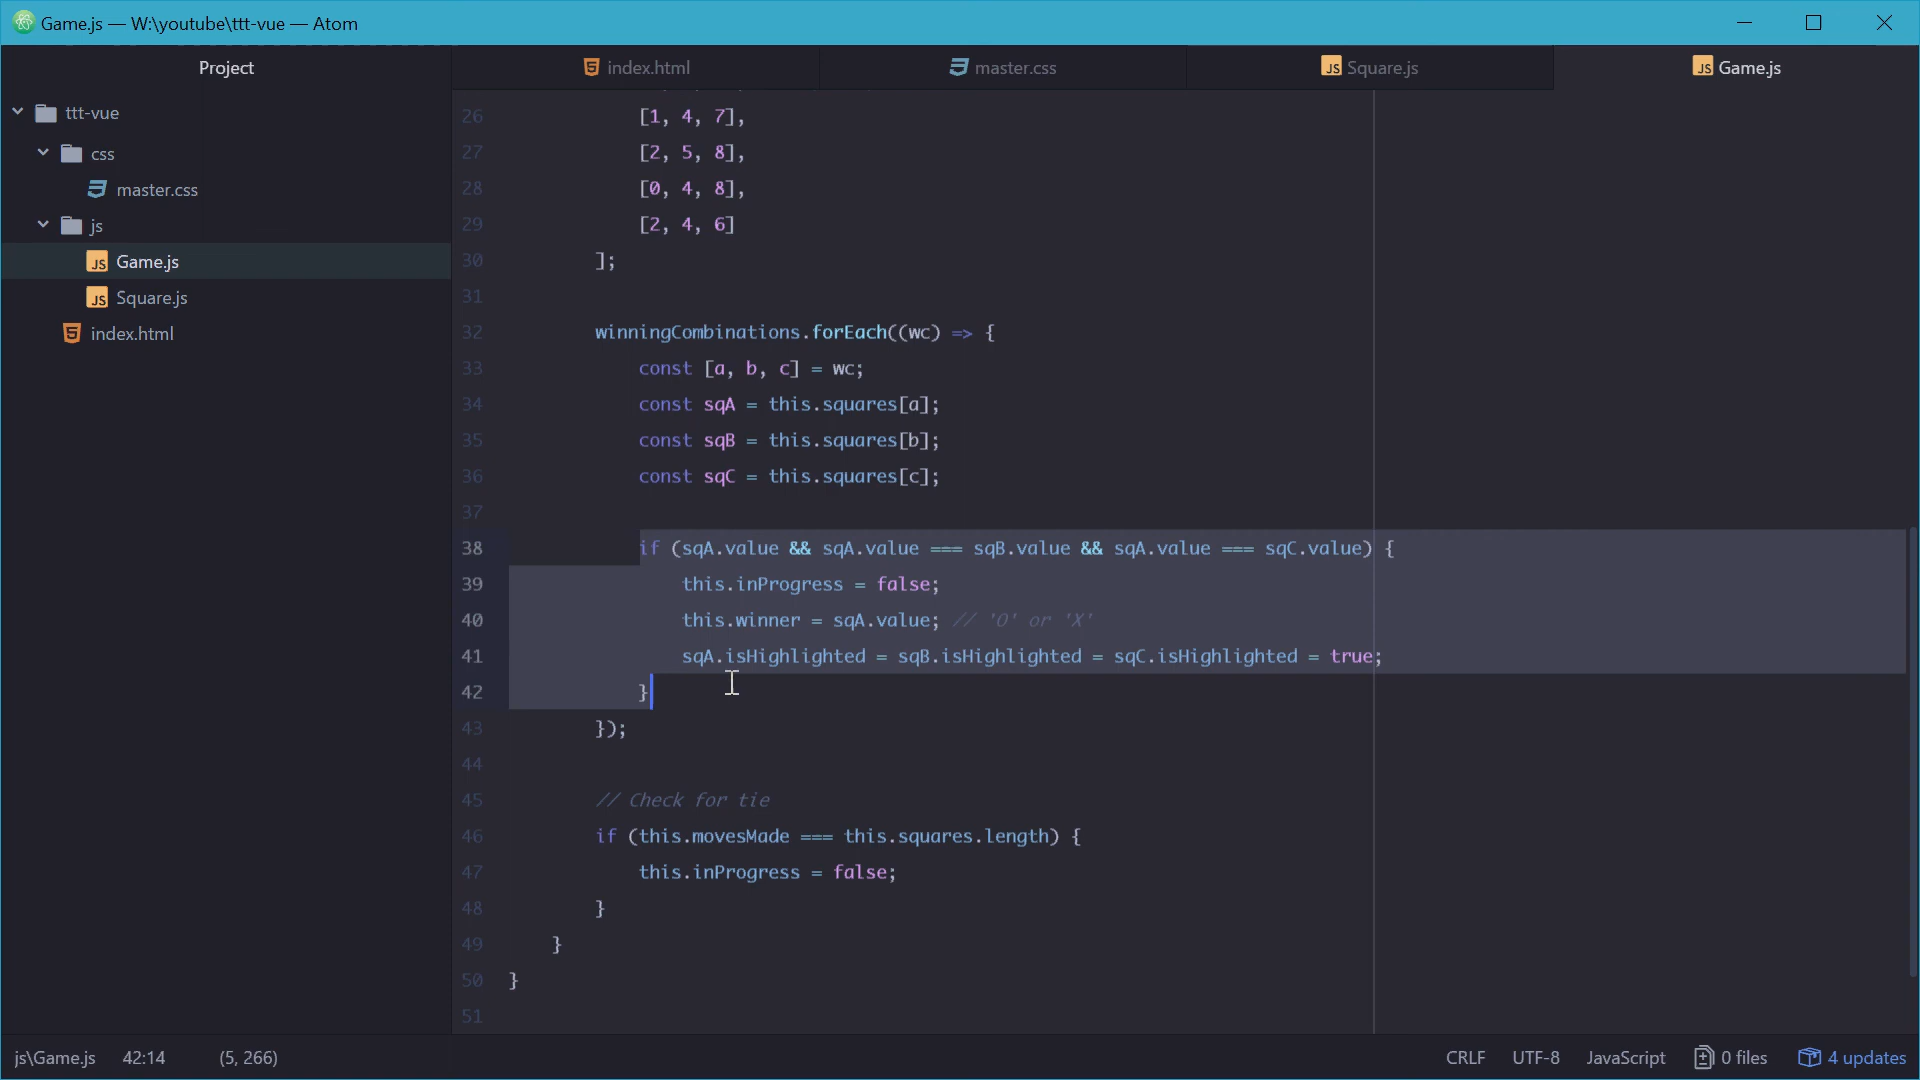 Game.js — W:\youtube\ttt-vue — Atom
Project
index.html
master.css
Square.js
Game.js
ttt-vue
css
master.css
js
Game.js
Square.js
index.html
26 [1, 4, 7],
27 [2, 5, 8],
28 [0, 4, 8],
29 [2, 4, 6]
30 ];
31
32 winningCombinations.forEach((wc) => {
33 const [a, b, c] = wc;
34 const sqA = this.squares[a];
35 const sqB = this.squares[b];
36 const sqC = this.squares[c];
37
38 if (sqA.value && sqA.value === sqB.value && sqA.value === sqC.value) {
39 this.inProgress = false;
40 this.winner = sqA.value; // 'O' or 'X'
41 sqA.isHighlighted = sqB.isHighlighted = sqC.isHighlighted = true;
42 }
43 });
44
45 // Check for tie
46 if (this.movesMade === this.squares.length) {
47 this.inProgress = false;
48 }
49 }
50 }
51
js\Game.js 42:14 (5, 266) CRLF UTF-8 JavaScript 0 files 4 updates